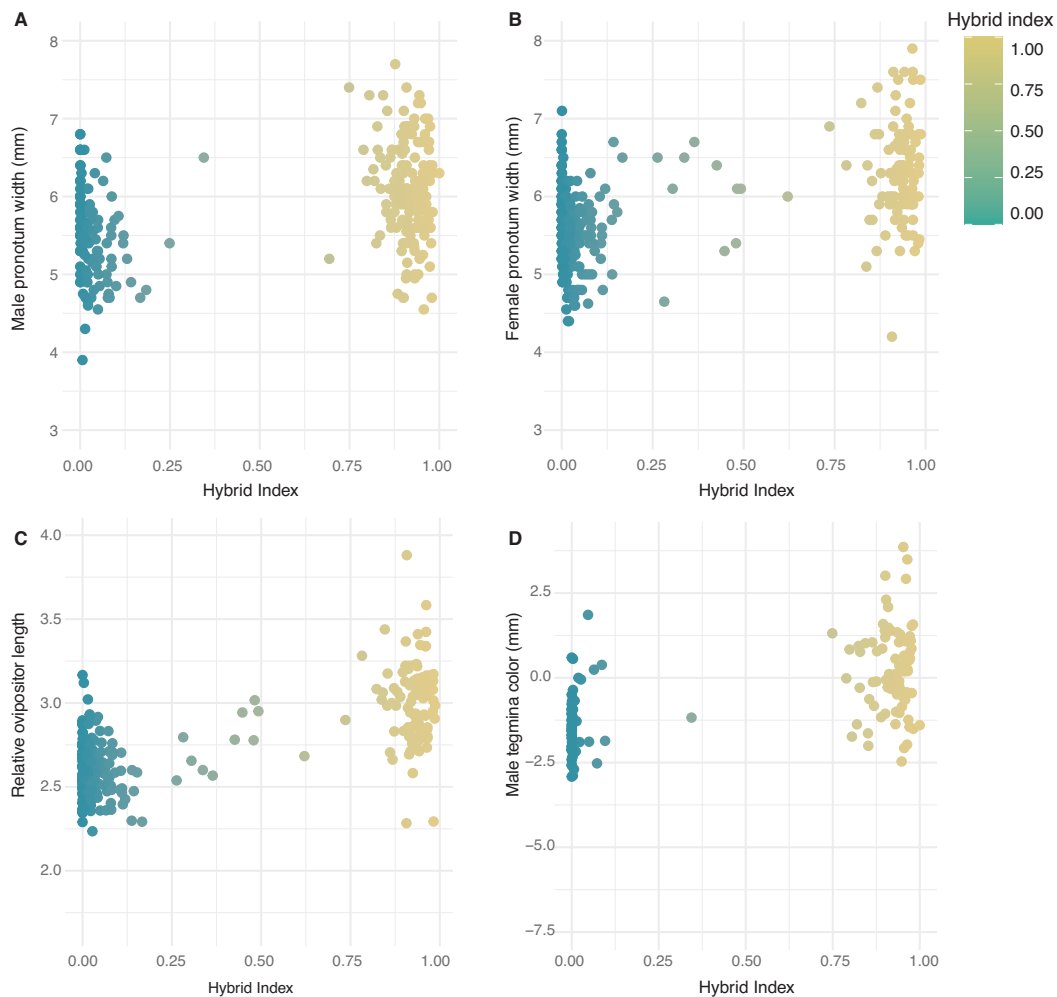 A
Male pronotum width (mm)
8
7
6
5
4
3
0.00 0.25 0.50 0.75 1.00
Hybrid Index
B
Female pronotum width (mm)
8
7
6
5
4
3
0.00 0.25 0.50 0.75 1.00
Hybrid Index
Hybrid index
1.00
0.75
0.50
0.25
0.00
C
Relative ovipositor length
4.0
3.5
3.0
2.5
2.0
0.00 0.25 0.50 0.75 1.00
Hybrid Index
D
Male tegmina color (mm)
2.5
0.0
−2.5
−5.0
−7.5
0.00 0.25 0.50 0.75 1.00
Hybrid Index